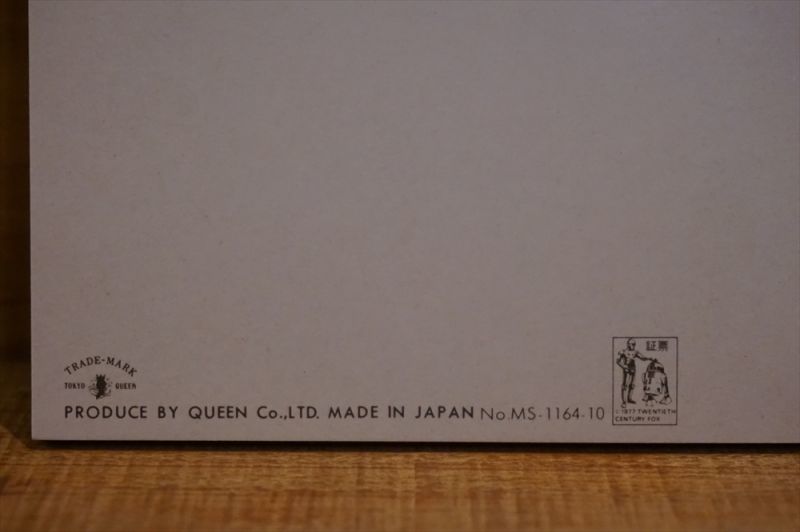 TRADE-MARK
TOKYO QUEEN
PRODUCE BY QUEEN Co.,LTD. MADE IN JAPAN No.MS-1164-10
証票
©1977 TWENTIETH
CENTURY FOX